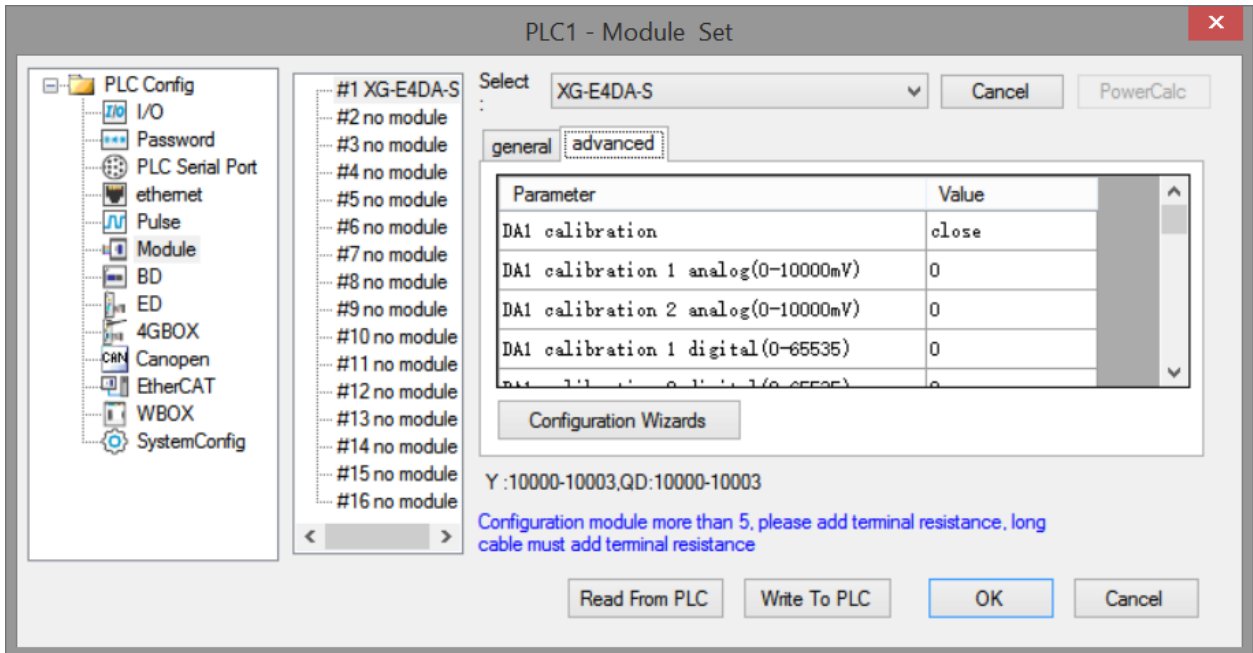 PLC1 - Module Set
PLC Config
I/O
Password
PLC Serial Port
ethernet
Pulse
Module
BD
ED
4GBOX
Canopen
EtherCAT
WBOX
SystemConfig
#1 XG-E4DA-S
#2 no module
#3 no module
#4 no module
#5 no module
#6 no module
#7 no module
#8 no module
#9 no module
#10 no module
#11 no module
#12 no module
#13 no module
#14 no module
#15 no module
#16 no module
Select
:
XG-E4DA-S
Cancel
PowerCalc
general
advanced
Parameter Value
DA1 calibration close
DA1 calibration 1 analog(0-10000mV) 0
DA1 calibration 2 analog(0-10000mV) 0
DA1 calibration 1 digital(0-65535) 0
Configuration Wizards
Y :10000-10003,QD:10000-10003
Configuration module more than 5, please add terminal resistance, long
cable must add terminal resistance
Read From PLC
Write To PLC
OK
Cancel